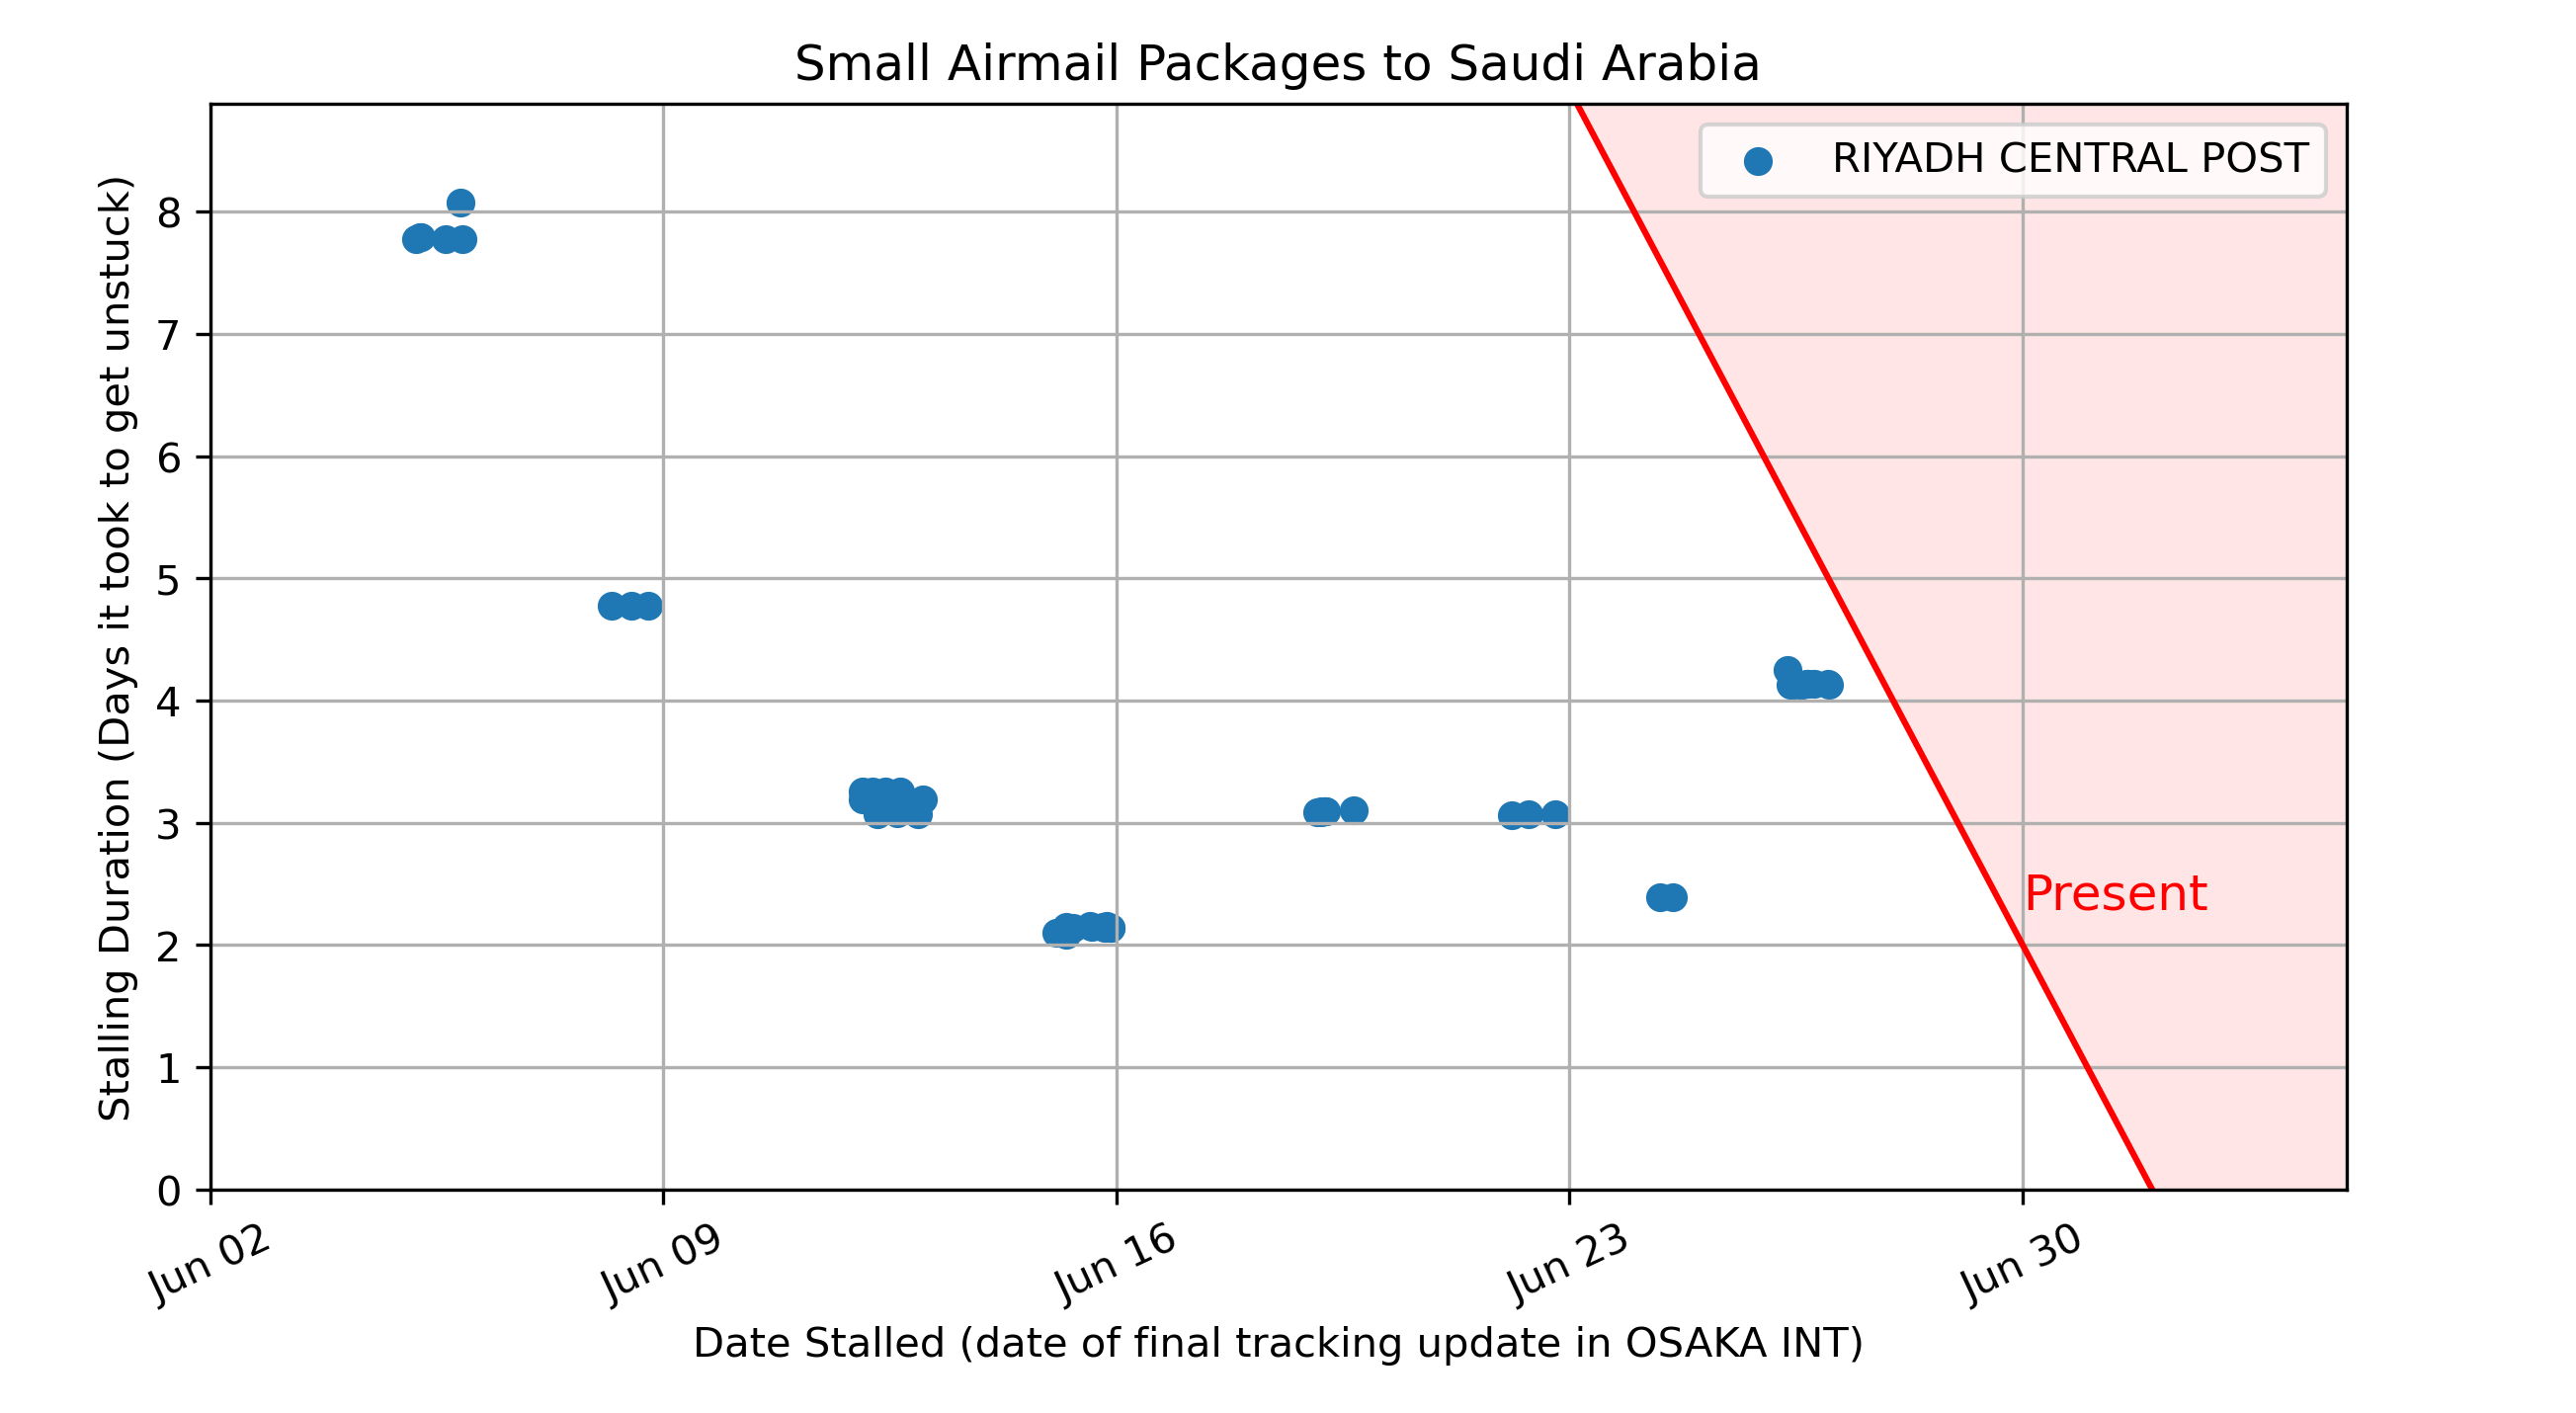 Small Airmail Packages to Saudi Arabia
RIYADH CENTRAL POST
Stalling Duration (Days it took to get unstuck)
8
7
6
5
4
3
2
1
0
Present
Jun 02
Jun 09
Jun 16
Jun 23
Jun 30
Date Stalled (date of final tracking update in OSAKA INT)